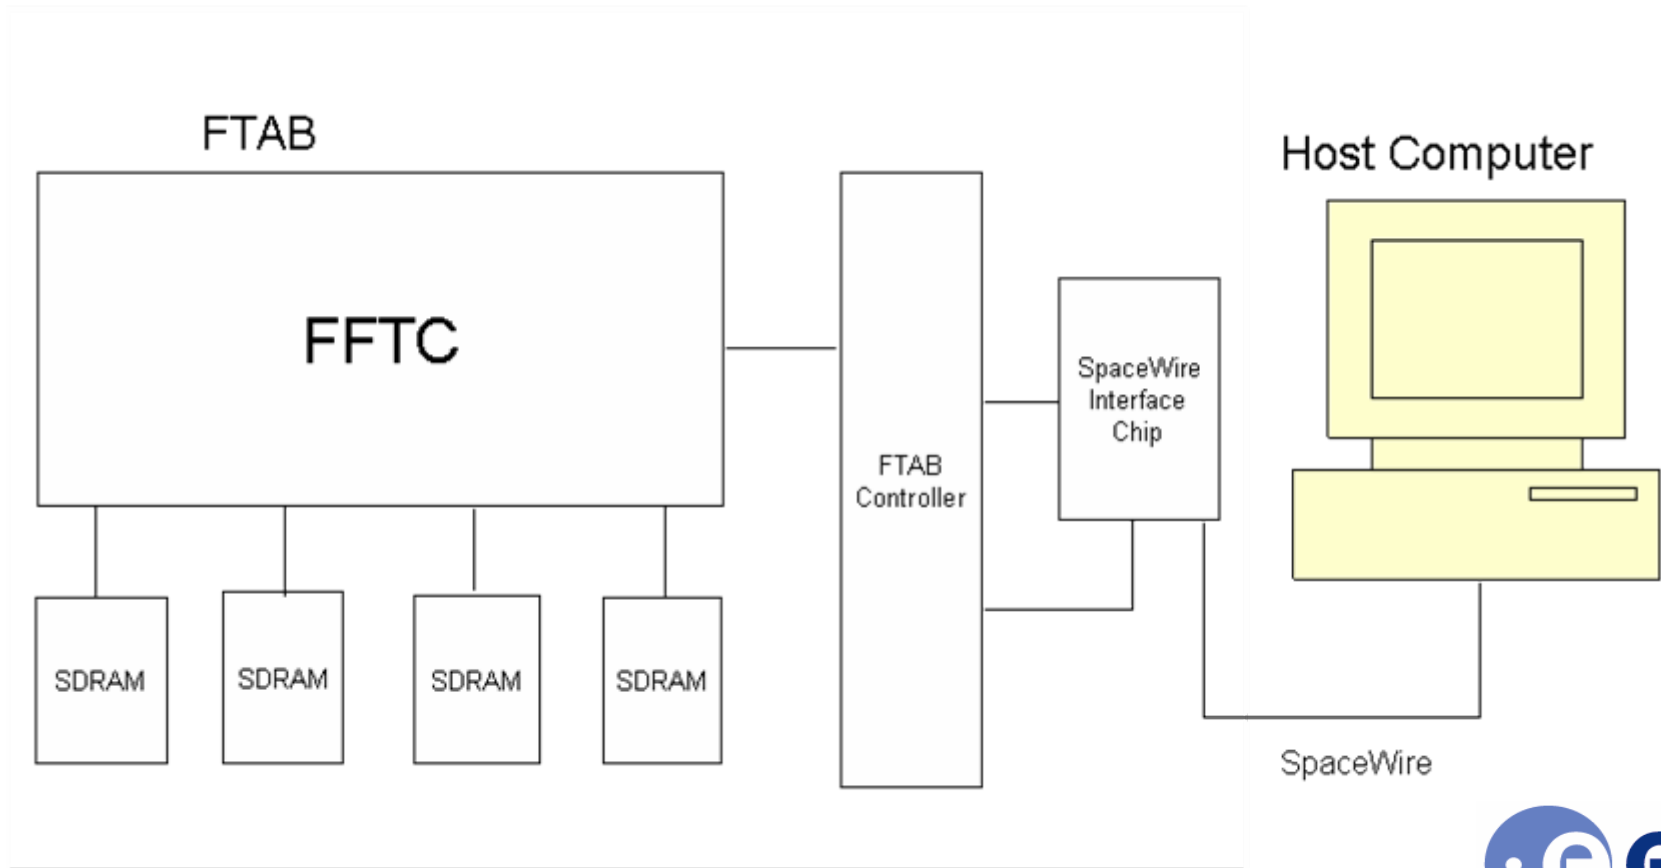 FTAB
Host Computer
FFTC
SpaceWire
Interface
Chip
FTAB
Controller
SDRAM
SDRAM
SDRAM
SDRAM
SpaceWire